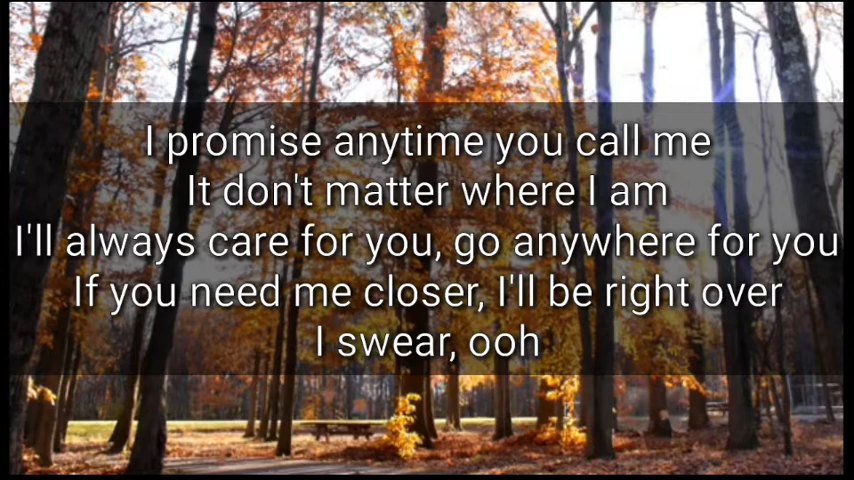 I promise anytime you call me
It don't matter where I am
I'll always care for you, go anywhere for you
If you need me closer, I'll be right over
I swear, ooh